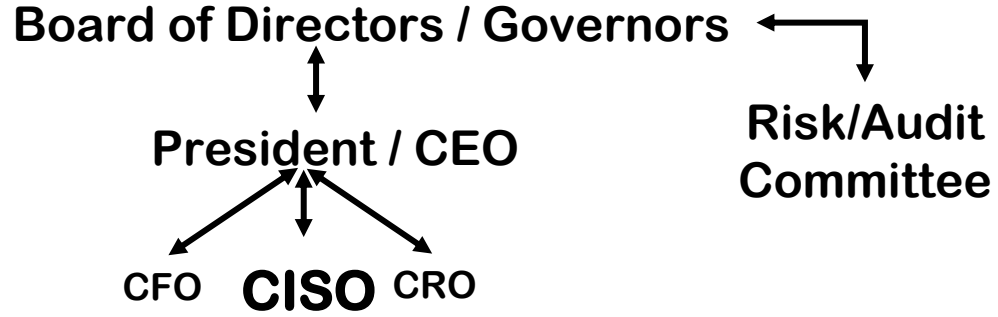 Board of Directors / Governors
Risk/Audit
Committee
President / CEO
CFO CISO CRO